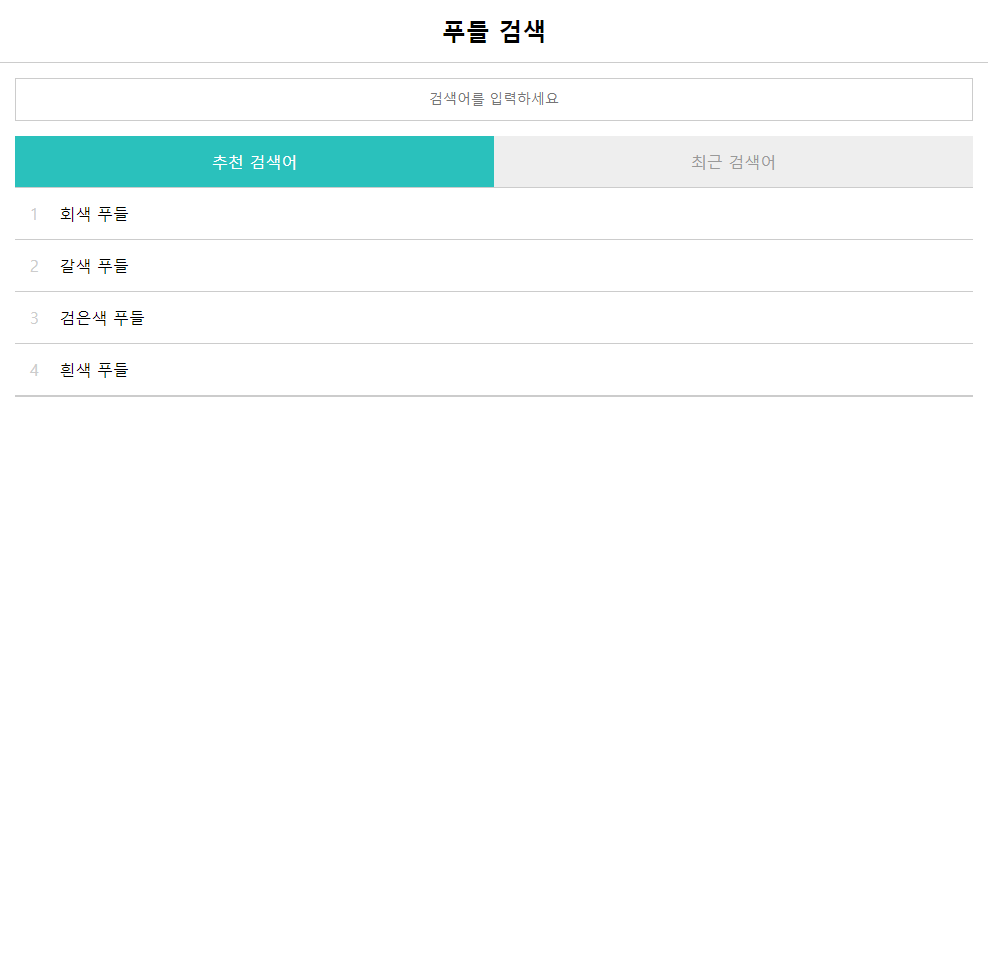 푸들 검색
검색어를 입력하세요
추천 검색어 최근 검색어
1 회색 푸들
2 갈색 푸들
3 검은색 푸들
4 흰색 푸들